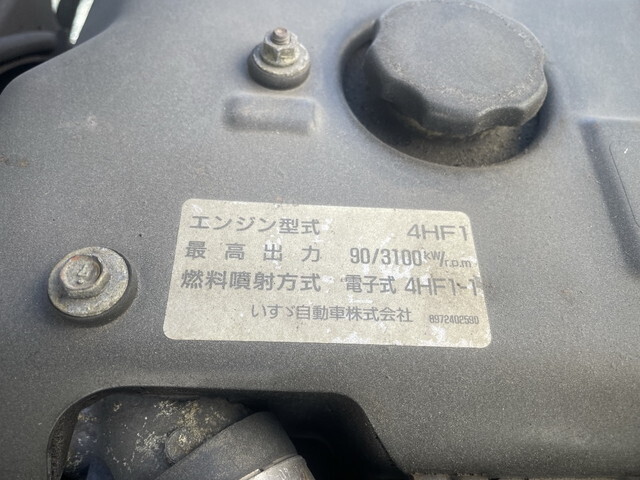 エンジン型式 4HF1
最高出力 90/3100kW/r.p.m
燃料噴射方式 電子式 4HF1-1
いすゞ自動車株式会社 8972402580